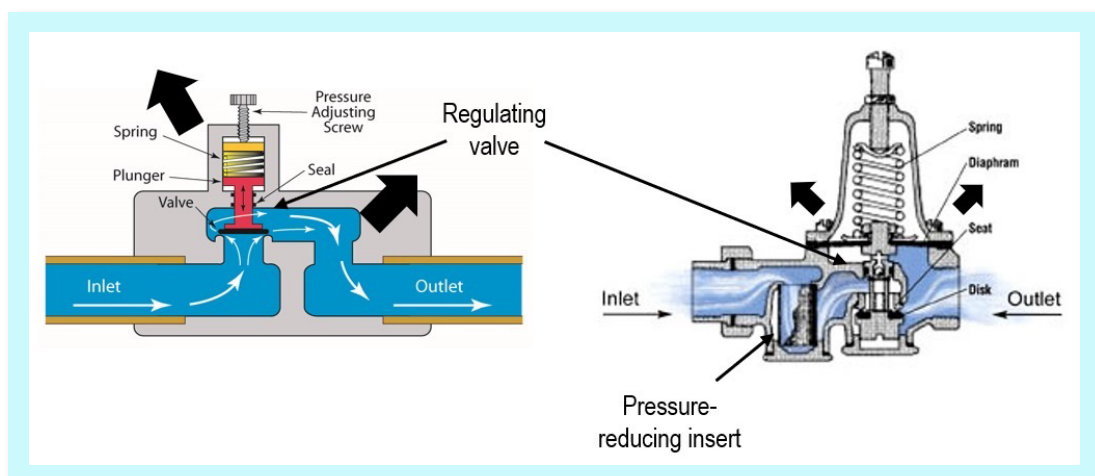 Pressure
Adjusting
Screw
Spring
Plunger
Seal
Valve
Inlet
Outlet
Regulating
valve
Spring
Diaphram
Seat
Disk
Inlet
Outlet
Pressure-
reducing insert